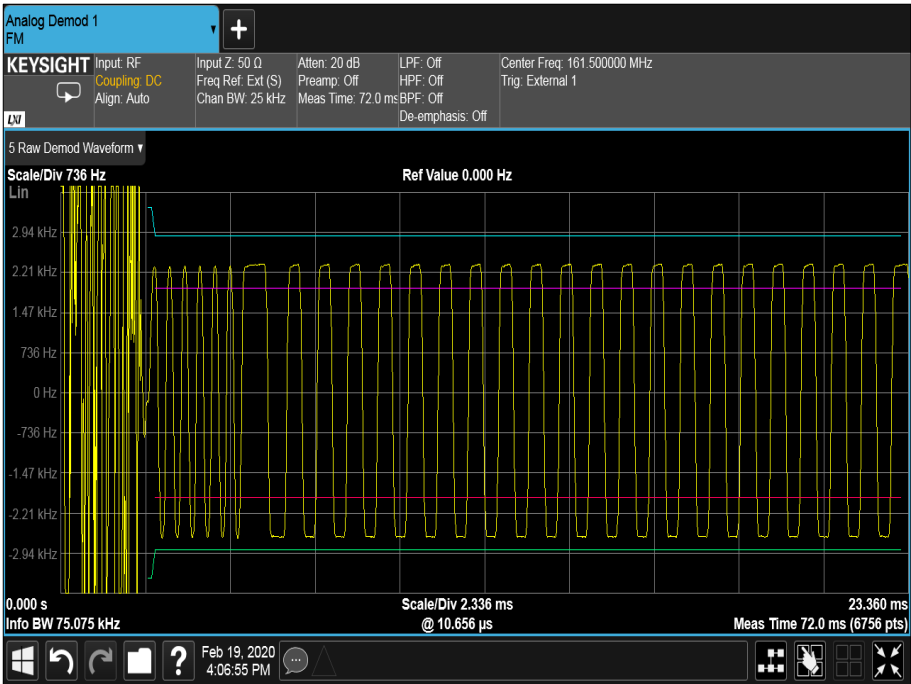 Analog Demod 1
FM
+
KEYSIGHT
Input: RF
Coupling: DC
Align: Auto
Input Z: 50 Ω
Freq Ref: Ext (S)
Chan BW: 25 kHz
Atten: 20 dB
Preamp: Off
Meas Time: 72.0 ms
LPF: Off
HPF: Off
BPF: Off
De-emphasis: Off
Center Freq: 161.500000 MHz
Trig: External 1
LXI
5 Raw Demod Waveform
Scale/Div 736 Hz
Ref Value 0.000 Hz
Lin
2.94 kHz
2.21 kHz
1.47 kHz
736 Hz
0 Hz
-736 Hz
-1.47 kHz
-2.21 kHz
-2.94 kHz
0.000 s
Scale/Div 2.336 ms
23.360 ms
Info BW 75.075 kHz
@ 10.656 µs
Meas Time 72.0 ms (6756 pts)
?
Feb 19, 2020
4:06:55 PM